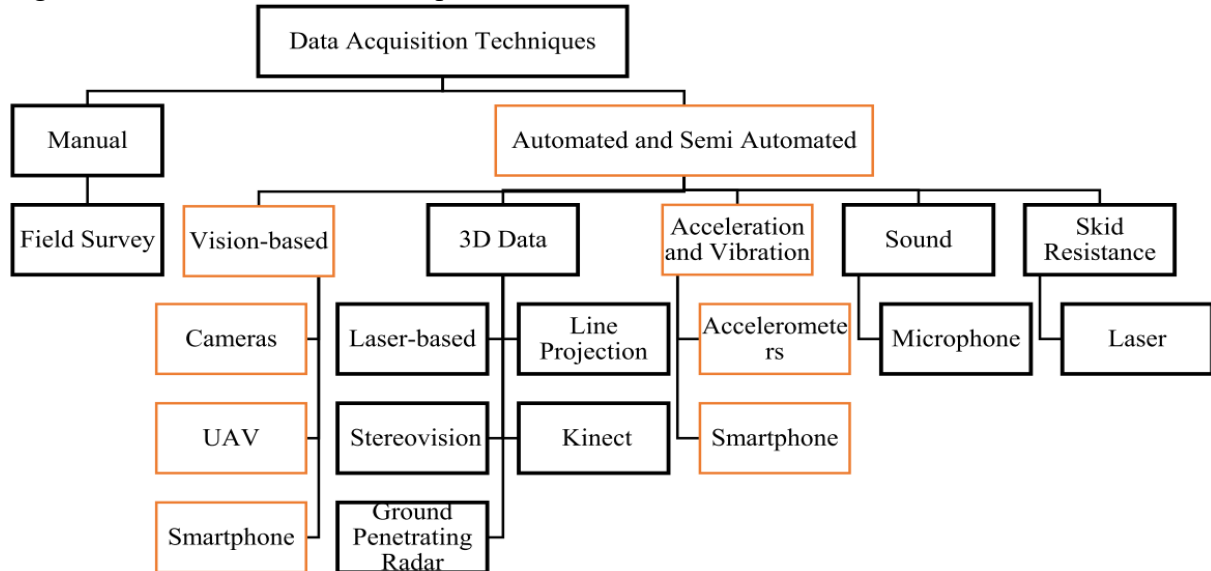 Data Acquisition Techniques
Manual
Automated and Semi Automated
Field Survey
Vision-based
3D Data
Acceleration
and Vibration
Sound
Skid
Resistance
Cameras
Laser-based
Line
Projection
Acceleromete
rs
Microphone
Laser
UAV
Stereovision
Kinect
Smartphone
Smartphone
Ground
Penetrating
Radar